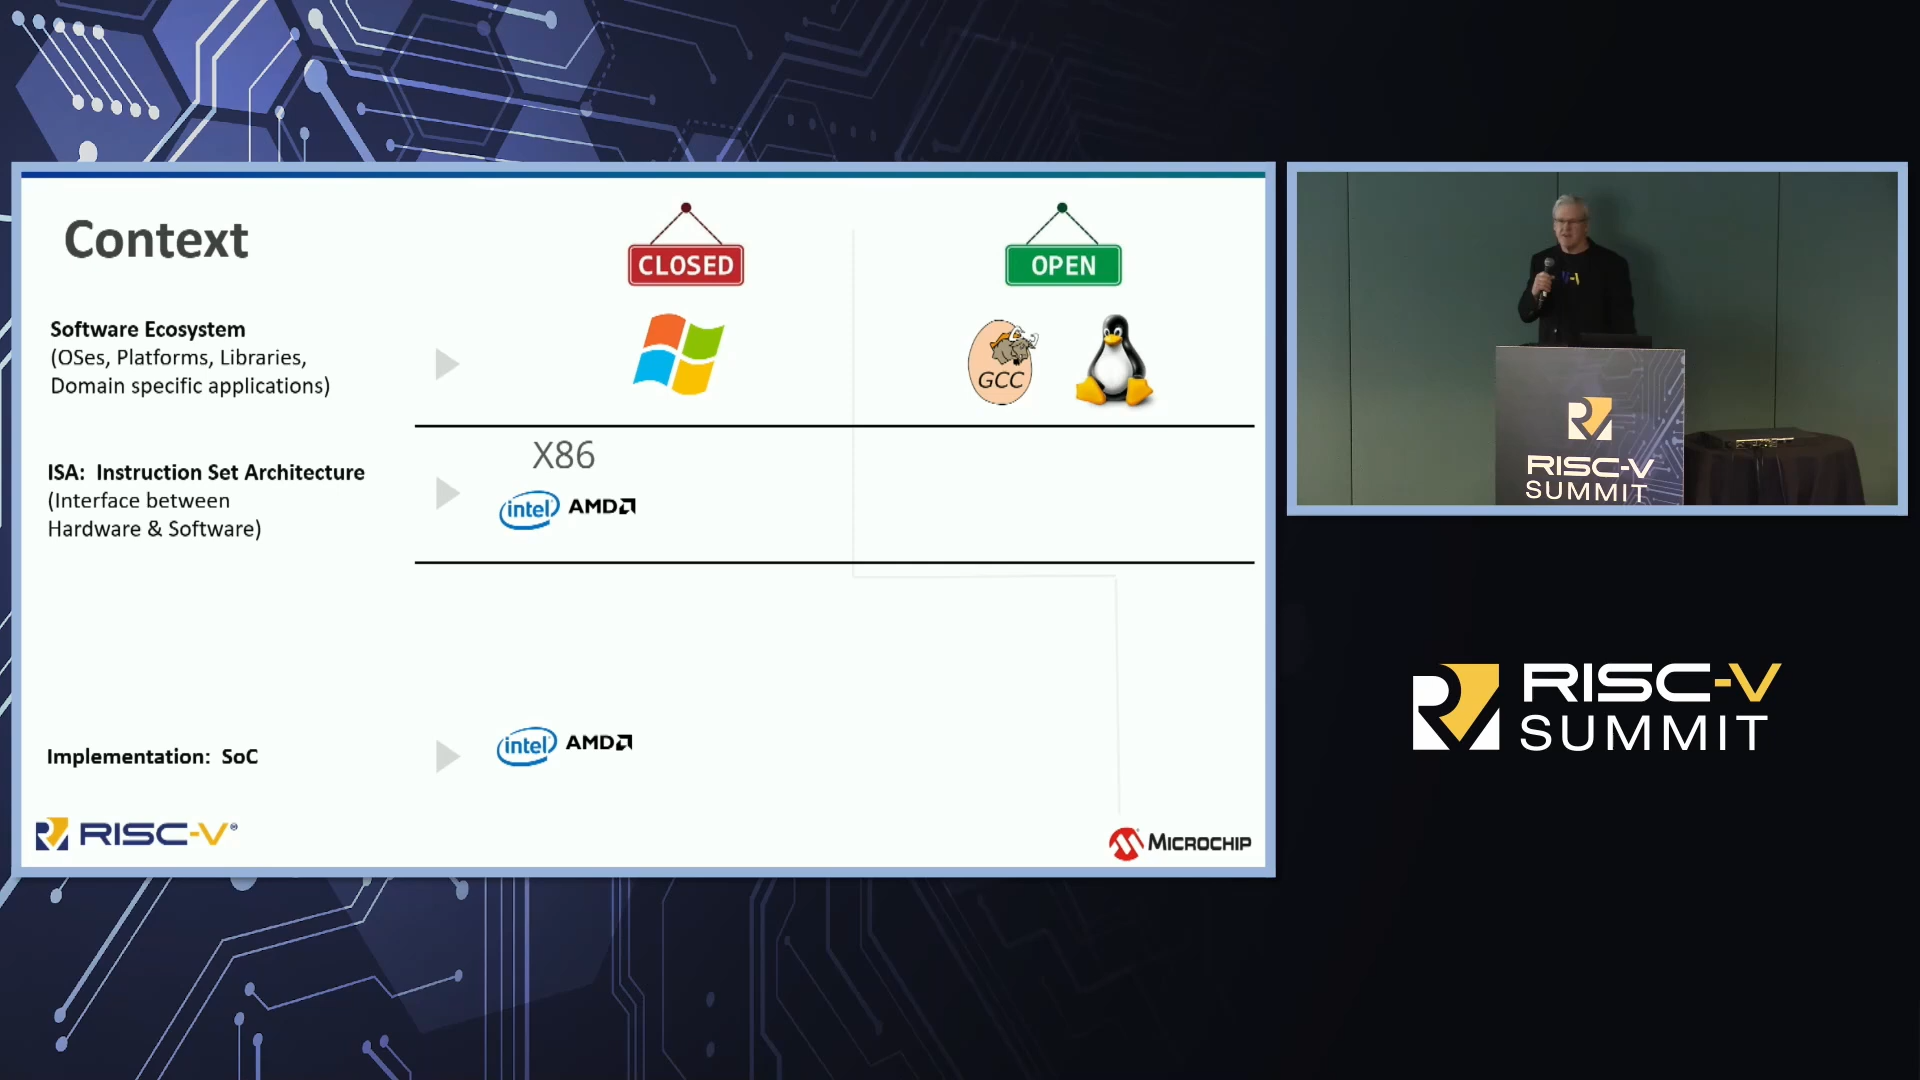 Context
CLOSED
OPEN
Software Ecosystem
(OSes, Platforms, Libraries,
Domain specific applications)
GCC
ISA: Instruction Set Architecture
(Interface between
Hardware & Software)
X86
intel AMD
Implementation: SoC
intel AMD
RISC-V®
MICROCHIP
RISC-V
SUMMIT
RISC-V
SUMMIT